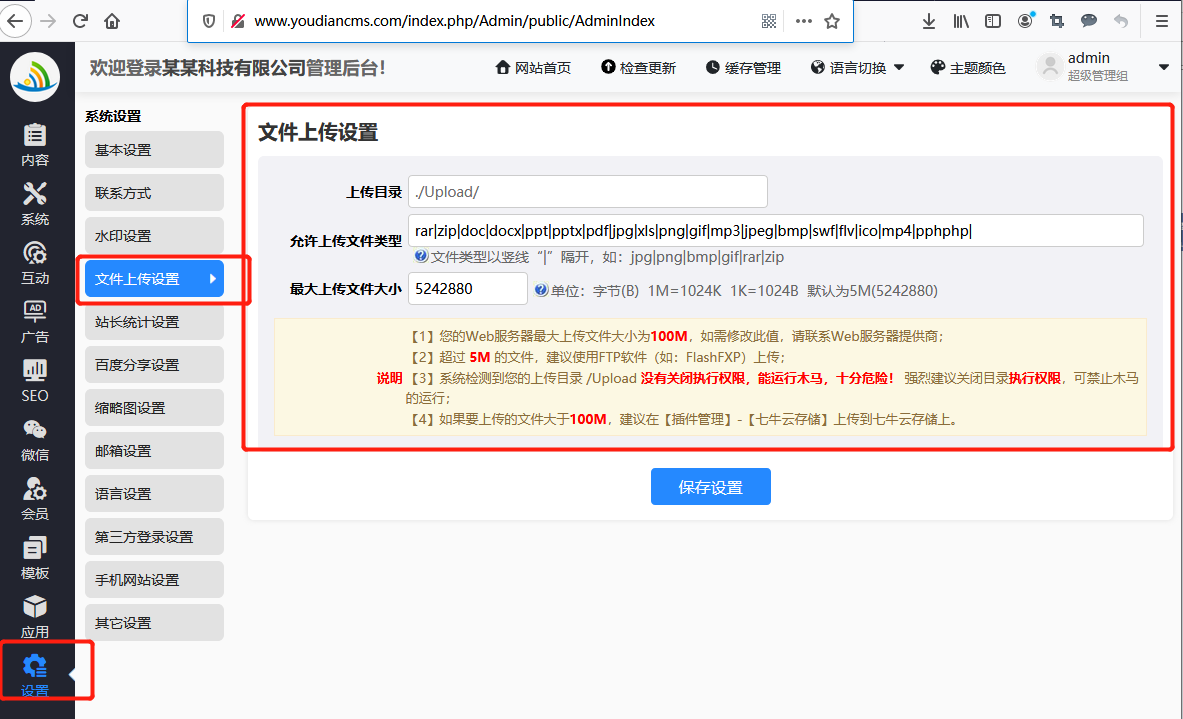 www.youdiancms.com/index.php/Admin/public/AdminIndex
欢迎登录某某科技有限公司管理后台！
网站首页
检查更新
缓存管理
语言切换
主题颜色
admin
超级管理组
内容
系统
互动
AD
广告
SEO
微信
会员
模板
应用
设置
系统设置
基本设置
联系方式
水印设置
文件上传设置
站长统计设置
百度分享设置
缩略图设置
邮箱设置
语言设置
第三方登录设置
手机网站设置
其它设置
文件上传设置
上传目录 ./Upload/
允许上传文件类型 rar|zip|doc|docx|ppt|pptx|pdf|jpg|xls|png|gif|mp3|jpeg|bmp|swf|flv|ico|mp4|pphphp|
文件类型以竖线 “|” 隔开，如：jpg|png|bmp|gif|rar|zip
最大上传文件大小 5242880 单位：字节(B) 1M=1024K 1K=1024B 默认为5M(5242880)
【1】您的Web服务器最大上传文件大小为100M，如需修改此值，请联系Web服务器提供商；
【2】超过 5M 的文件，建议使用FTP软件（如：FlashFXP）上传；
说明 【3】系统检测到您的上传目录 /Upload 没有关闭执行权限，能运行木马，十分危险！ 强烈建议关闭目录执行权限，可禁止木马
的运行；
【4】如果要上传的文件大于100M，建议在【插件管理】-【七牛云存储】上传到七牛云存储上。
保存设置